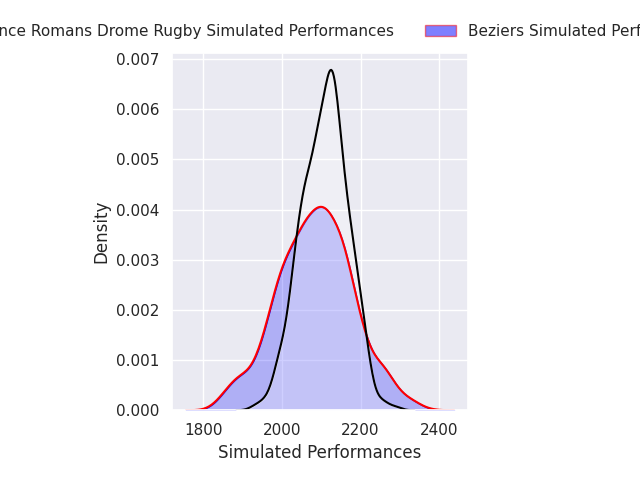 nce Romans Drome Rugby Simulated Performances Beziers Simulated Perf
0.007
0.006
0.005
0.004
0.003
0.002
0.001
0.000
Density
1800 2000 2200 2400
Simulated Performances